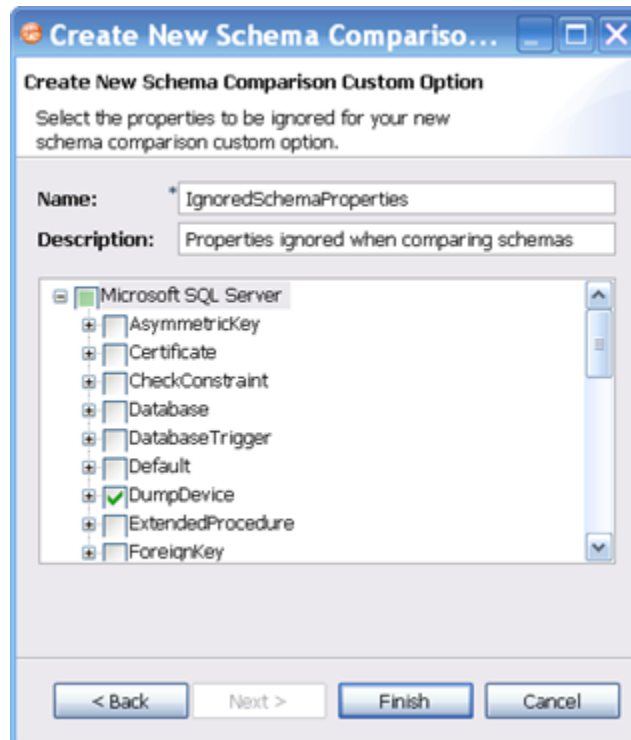 Create New Schema Compariso...
Create New Schema Comparison Custom Option
Select the properties to be ignored for your new
schema comparison custom option.
Name: * IgnoredSchemaProperties
Description: Properties ignored when comparing schemas
Microsoft SQL Server
AsymmetricKey
Certificate
CheckConstraint
Database
DatabaseTrigger
Default
DumpDevice
ExtendedProcedure
ForeignKey
< Back Next > Finish Cancel